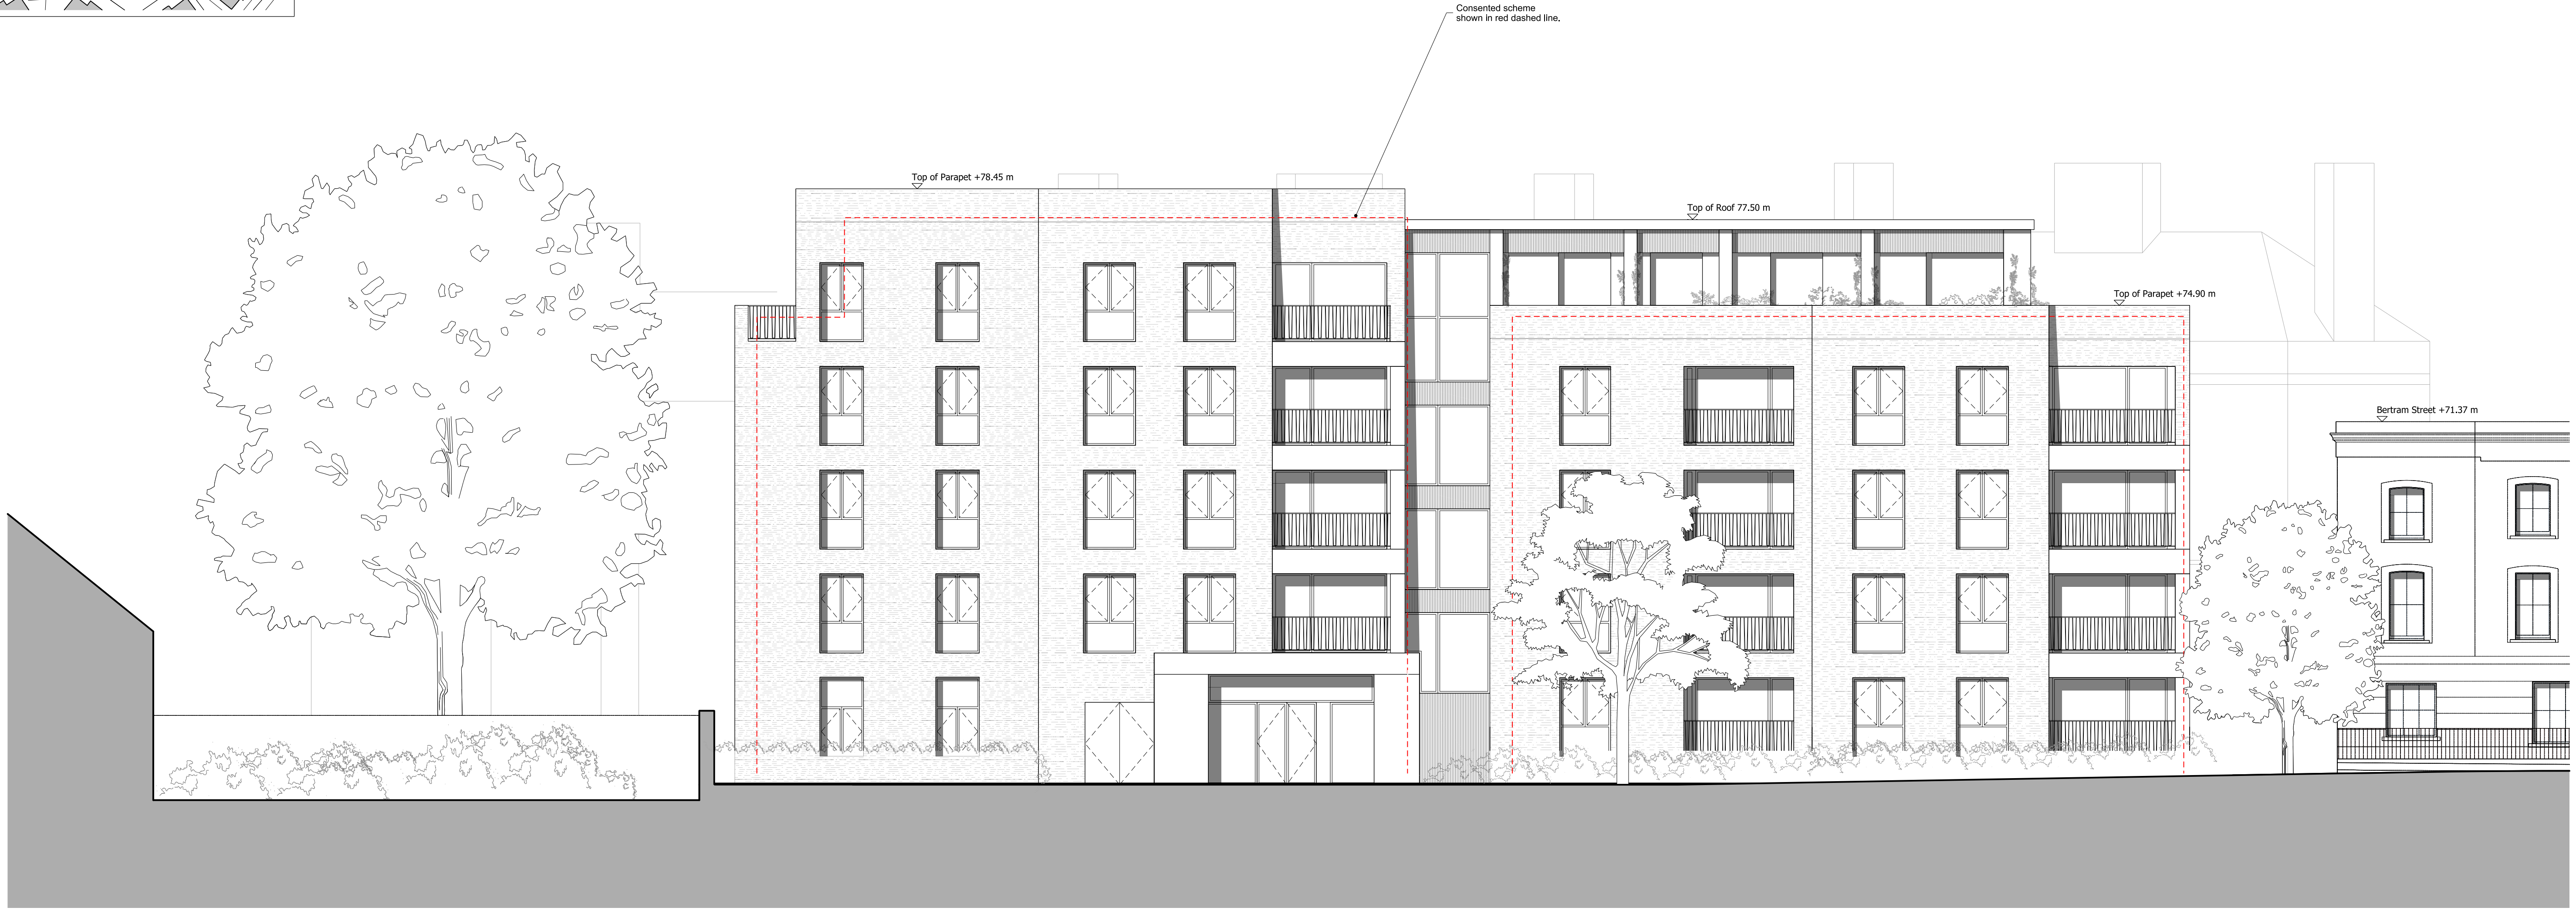 Consented scheme
shown in red dashed line.
Top of Parapet +78.45 m
Top of Roof 77.50 m
Top of Parapet +74.90 m
Bertram Street +71.37 m